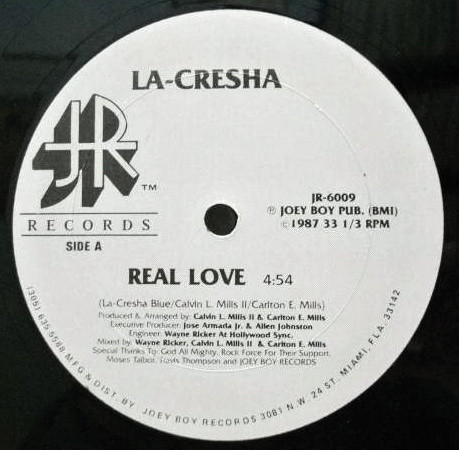 LA-CRESHA
JR
TM
RECORDS
SIDE A
JR-6009
℗ JOEY BOY PUB. (BMI)
© 1987 33 1/3 RPM
REAL LOVE 4:54
(La-Cresha Blue/Calvin L. Mills II/Carlton E. Mills)
Produced & Arranged by: Calvin L. Mills II & Carlton E. Mills
Executive Producer: Jose Armada Jr. & Allen Johnston
Engineer: Wayne Ricker At Hollywood Sync.
Mixed by: Wayne Ricker, Calvin L. Mills II & Carlton E. Mills
Special Thanks To: God All Mighty, Rock Force For Their Support,
Moses Talbot, Travis Thompson and JOEY BOY RECORDS
(305) 635-5588 MFG & DIST. BY JOEY BOY RECORDS 3081 N.W. 24 ST. MIAMI, FLA. 33142